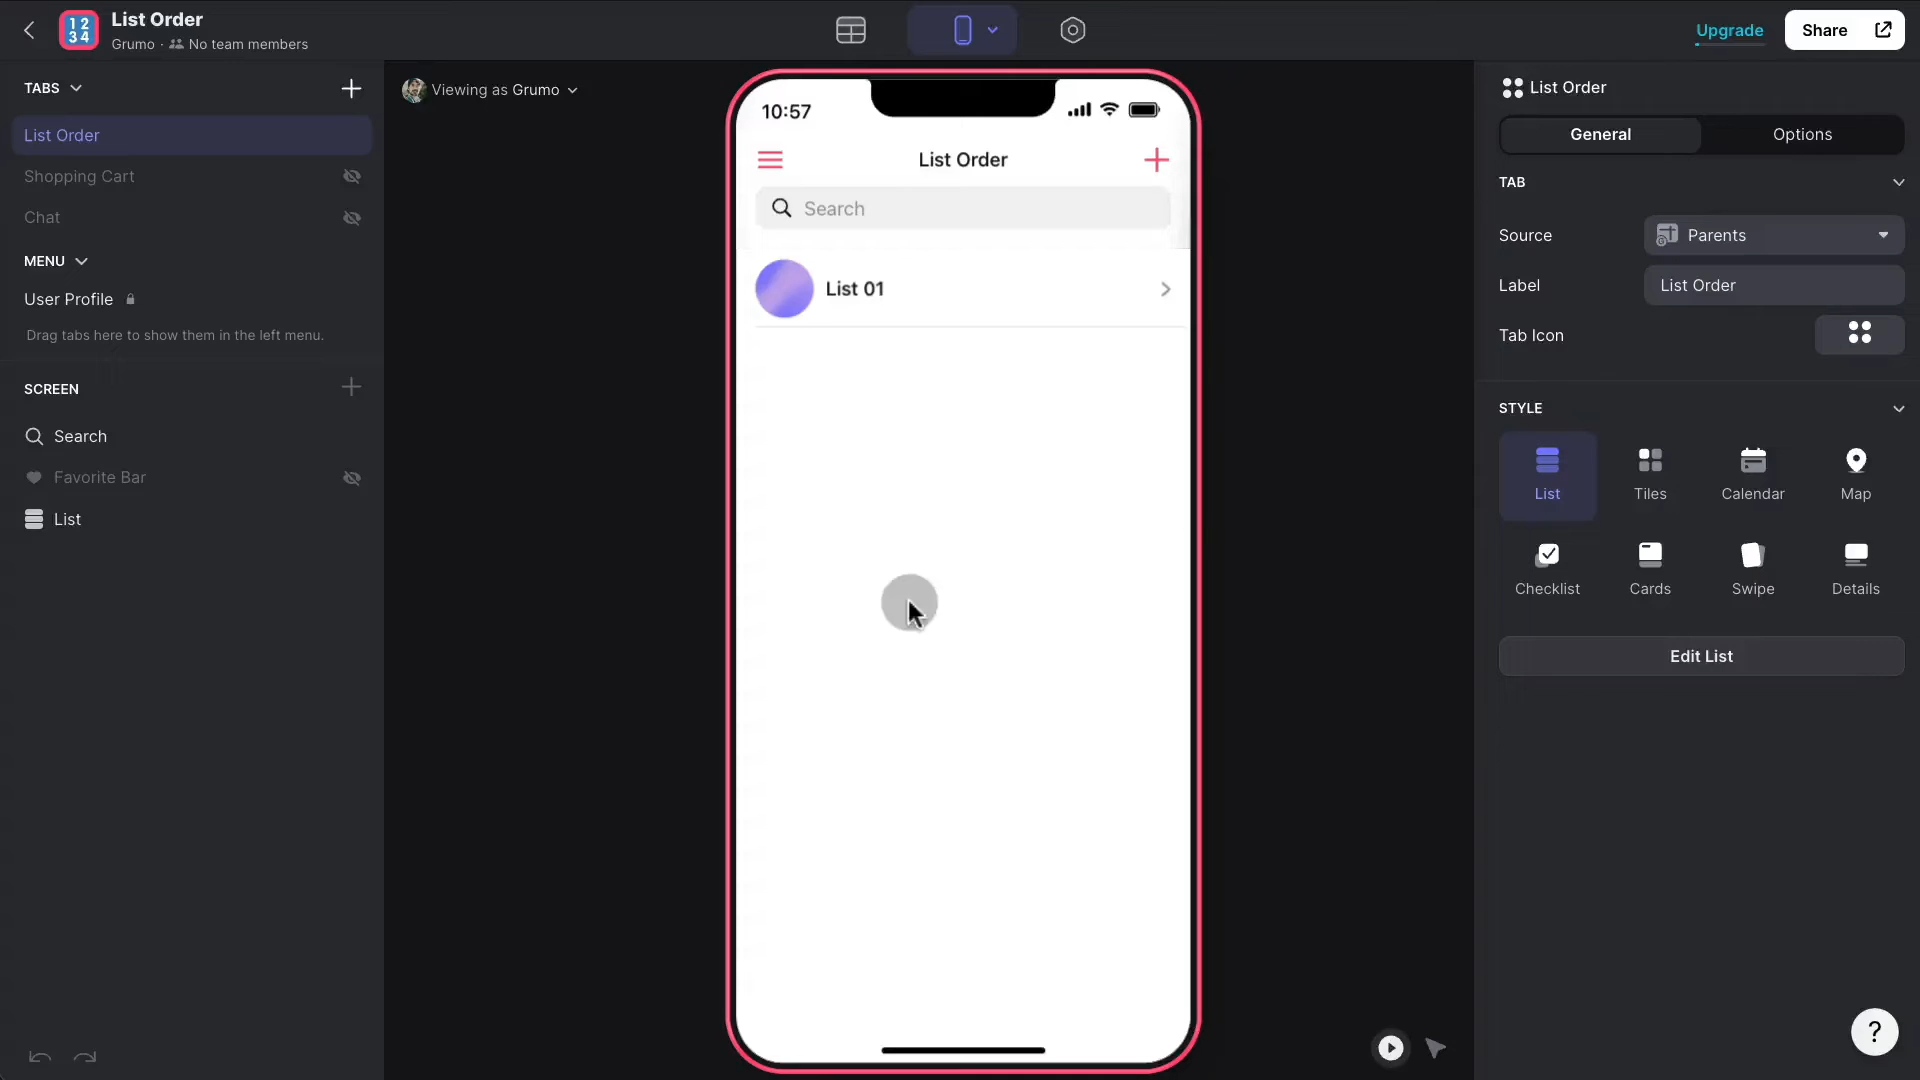 12
34
List Order
Grumo · No team members
Upgrade
Share
TABS
List Order
Shopping Cart
Chat
MENU
User Profile
Drag tabs here to show them in the left menu.
SCREEN
Search
Favorite Bar
List
Viewing as Grumo
10:57
List Order
Search
List 01
List Order
General
Options
TAB
Source
Parents
Label
List Order
Tab Icon
STYLE
List
Tiles
Calendar
Map
Checklist
Cards
Swipe
Details
Edit List
?